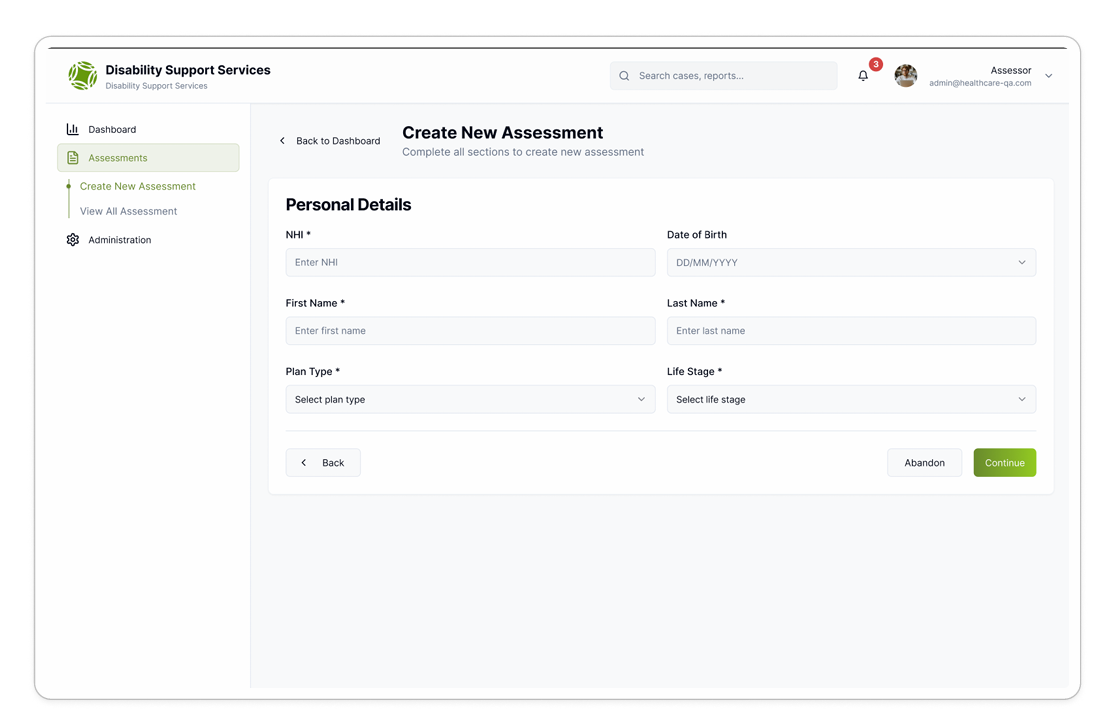 Disability Support Services
Disability Support Services
Search cases, reports...
3
Assessor
admin@healthcare-qa.com
Dashboard
Assessments
Create New Assessment
View All Assessment
Administration
Back to Dashboard
Create New Assessment
Complete all sections to create new assessment
Personal Details
NHI *
Date of Birth
Enter NHI
DD/MM/YYYY
First Name *
Last Name *
Enter first name
Enter last name
Plan Type *
Life Stage *
Select plan type
Select life stage
Back
Abandon
Continue